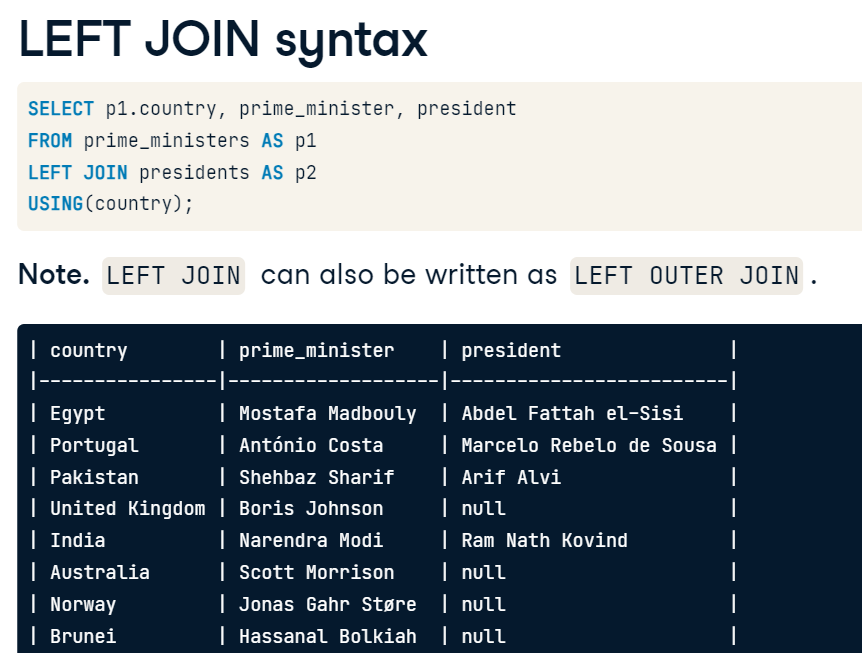 LEFT JOIN syntax
SELECT p1.country, prime_minister, president
FROM prime_ministers AS p1
LEFT JOIN presidents AS p2
USING(country);
Note. LEFT JOIN can also be written as LEFT OUTER JOIN .
| country        | prime_minister    | president               |
|----------------|-------------------|-------------------------|
| Egypt          | Mostafa Madbouly  | Abdel Fattah el-Sisi    |
| Portugal       | António Costa     | Marcelo Rebelo de Sousa |
| Pakistan       | Shehbaz Sharif    | Arif Alvi               |
| United Kingdom | Boris Johnson     | null                    |
| India          | Narendra Modi     | Ram Nath Kovind         |
| Australia      | Scott Morrison    | null                    |
| Norway         | Jonas Gahr Støre  | null                    |
| Brunei         | Hassanal Bolkiah  | null                    |